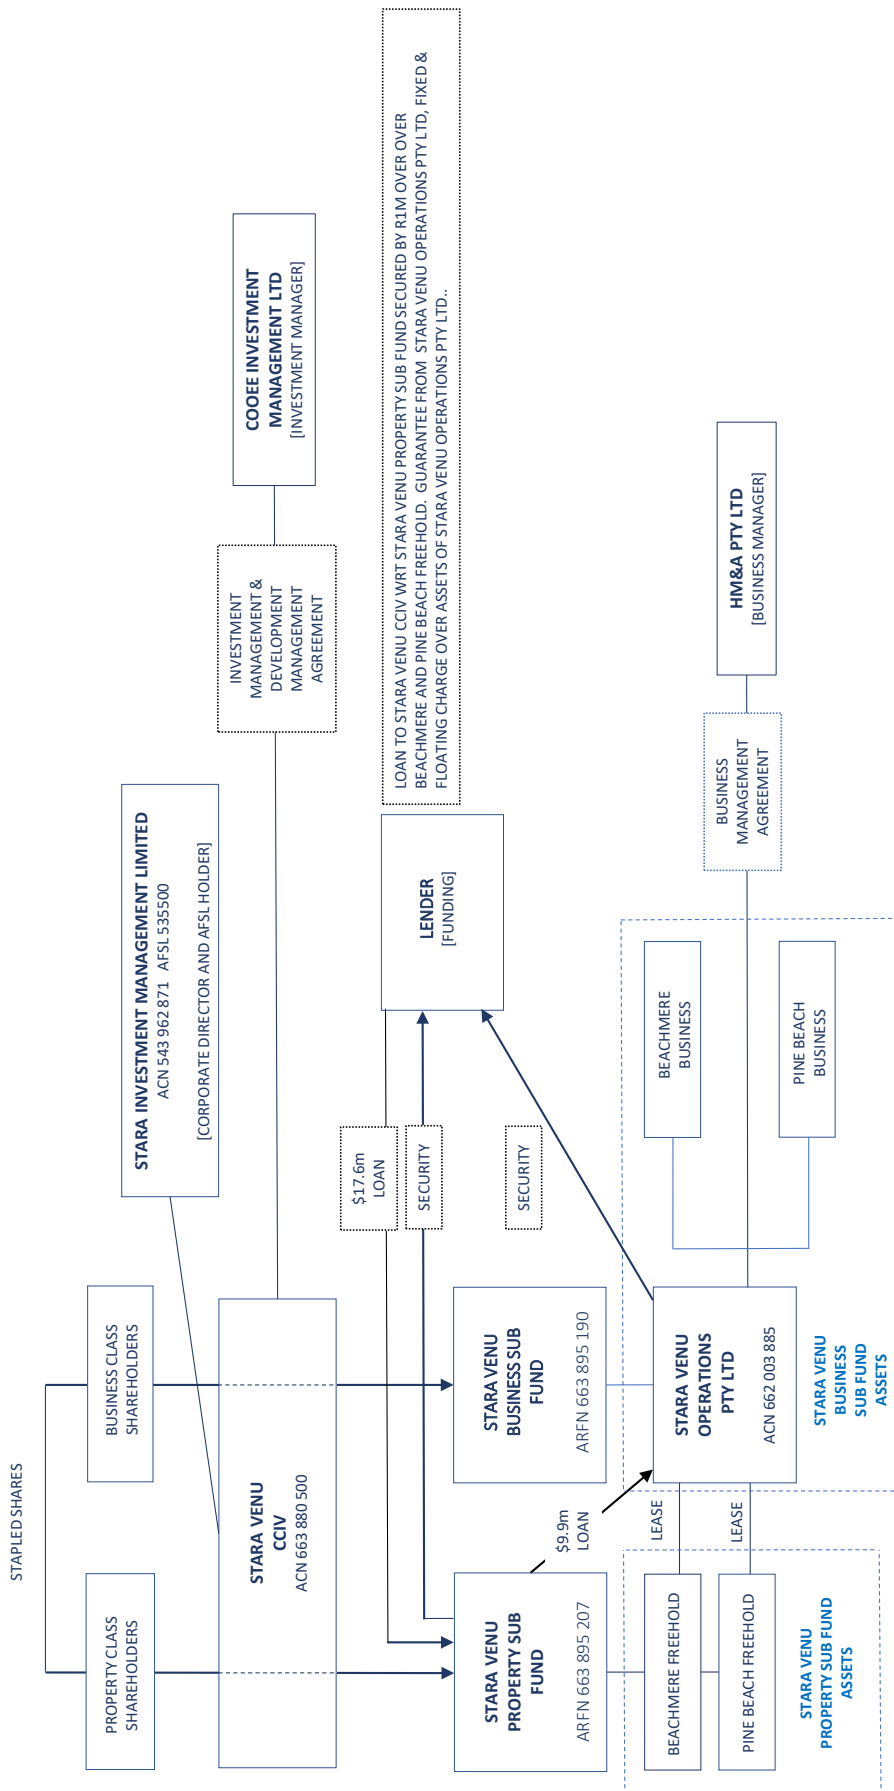 STAPLED SHARES
PROPERTY CLASS
SHAREHOLDERS
BUSINESS CLASS
SHAREHOLDERS
STARA INVESTMENT MANAGEMENT LIMITED
ACN 543 962 871 AFSL 535500
[CORPORATE DIRECTOR AND AFSL HOLDER]
STARA VENU
CCIV
ACN 663 880 500
INVESTMENT
MANAGEMENT &
DEVELOPMENT
MANAGEMENT
AGREEMENT
COOEE INVESTMENT
MANAGEMENT LTD
[INVESTMENT MANAGER]
$17.6m
LOAN
SECURITY
SECURITY
LENDER
[FUNDING]
LOAN TO STARA VENU CCIV WRT STARA VENU PROPERTY SUB FUND SECURED BY R1M OVER OVER
BEACHMERE AND PINE BEACH FREEHOLD. GUARANTEE FROM STARA VENU OPERATIONS PTY LTD, FIXED &
FLOATING CHARGE OVER ASSETS OF STARA VENU OPERATIONS PTY LTD..
STARA VENU
PROPERTY SUB
FUND
ARFN 663 895 207
STARA VENU
BUSINESS SUB
FUND
ARFN 663 895 190
$9.9m
LOAN
BEACHMERE FREEHOLD
LEASE
PINE BEACH FREEHOLD
LEASE
STARA VENU
OPERATIONS
PTY LTD
ACN 662 003 885
BEACHMERE
BUSINESS
PINE BEACH
BUSINESS
BUSINESS
MANAGEMENT
AGREEMENT
HM&A PTY LTD
[BUSINESS MANAGER]
STARA VENU
PROPERTY SUB FUND
ASSETS
STARA VENU
BUSINESS
SUB FUND
ASSETS